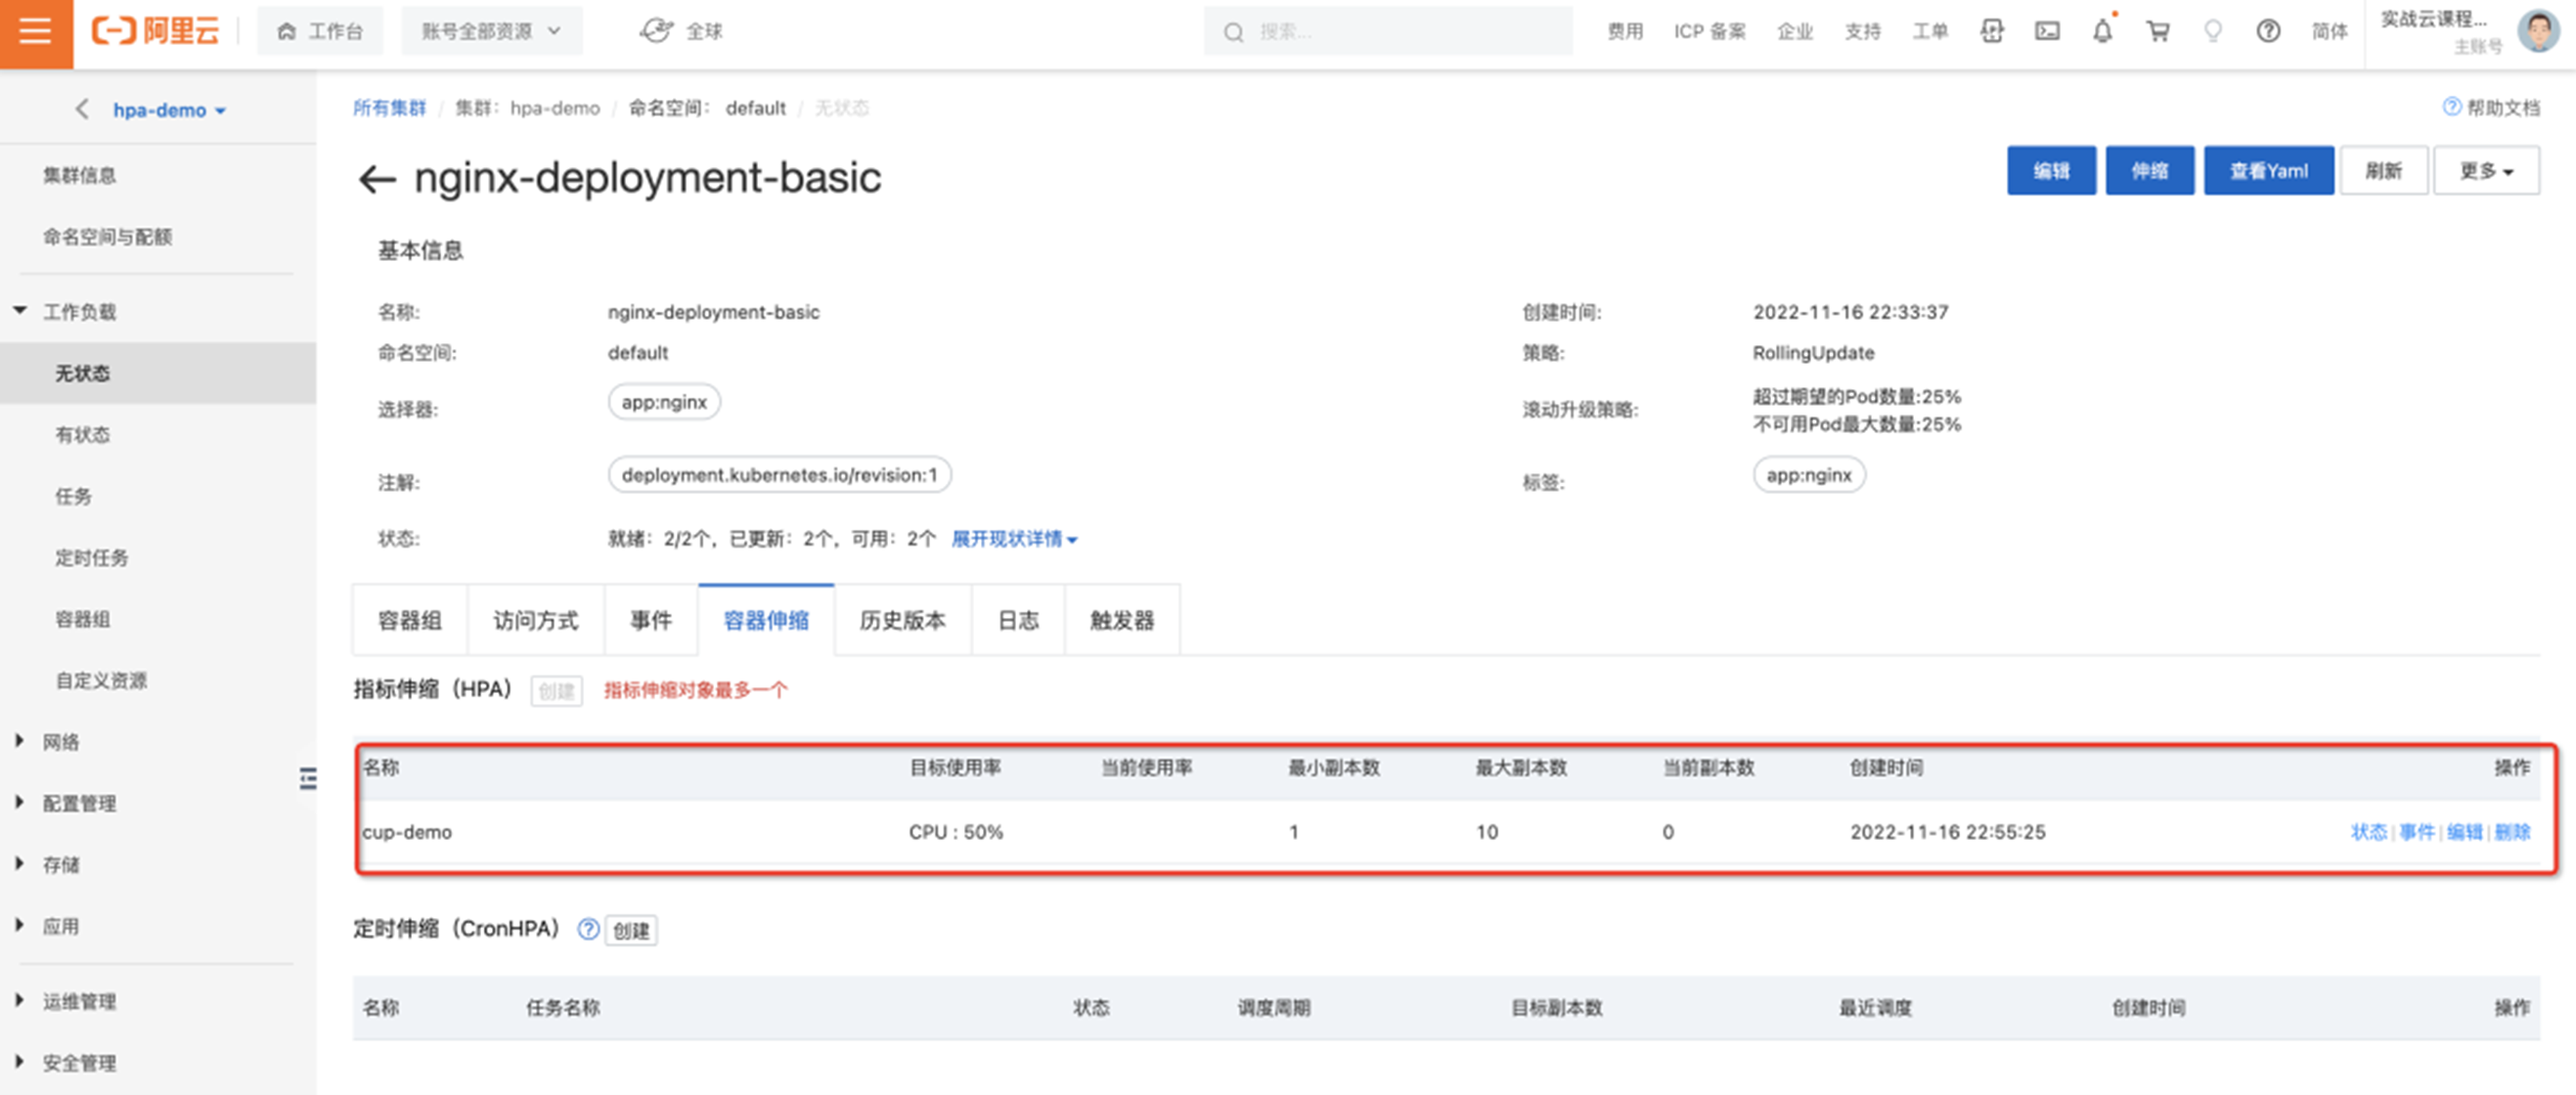 阿里云 工作台 账号全部资源 全球 搜索... 费用 ICP 备案 企业 支持 工单 简体 实战云课程...
主账号
hpa-demo
集群信息
命名空间与配额
工作负载
无状态
有状态
任务
定时任务
容器组
自定义资源
网络
配置管理
存储
应用
运维管理
安全管理
所有集群 / 集群: hpa-demo / 命名空间: default / 无状态
帮助文档
nginx-deployment-basic
编辑 伸缩 查看Yaml 刷新 更多
基本信息
名称: nginx-deployment-basic 创建时间: 2022-11-16 22:33:37
命名空间: default 策略: RollingUpdate
选择器: app:nginx 滚动升级策略: 超过期望的Pod数量:25%
不可用Pod最大数量:25%
注解: deployment.kubernetes.io/revision:1 标签: app:nginx
状态: 就绪: 2/2个, 已更新: 2个, 可用: 2个 展开现状详情
容器组 访问方式 事件 容器伸缩 历史版本 日志 触发器
指标伸缩 (HPA) 创建 指标伸缩对象最多一个
名称 目标使用率 当前使用率 最小副本数 最大副本数 当前副本数 创建时间 操作
cup-demo CPU : 50% 1 10 0 2022-11-16 22:55:25 状态 | 事件 | 编辑 | 删除
定时伸缩 (CronHPA) 创建
名称 任务名称 状态 调度周期 目标副本数 最近调度 创建时间 操作